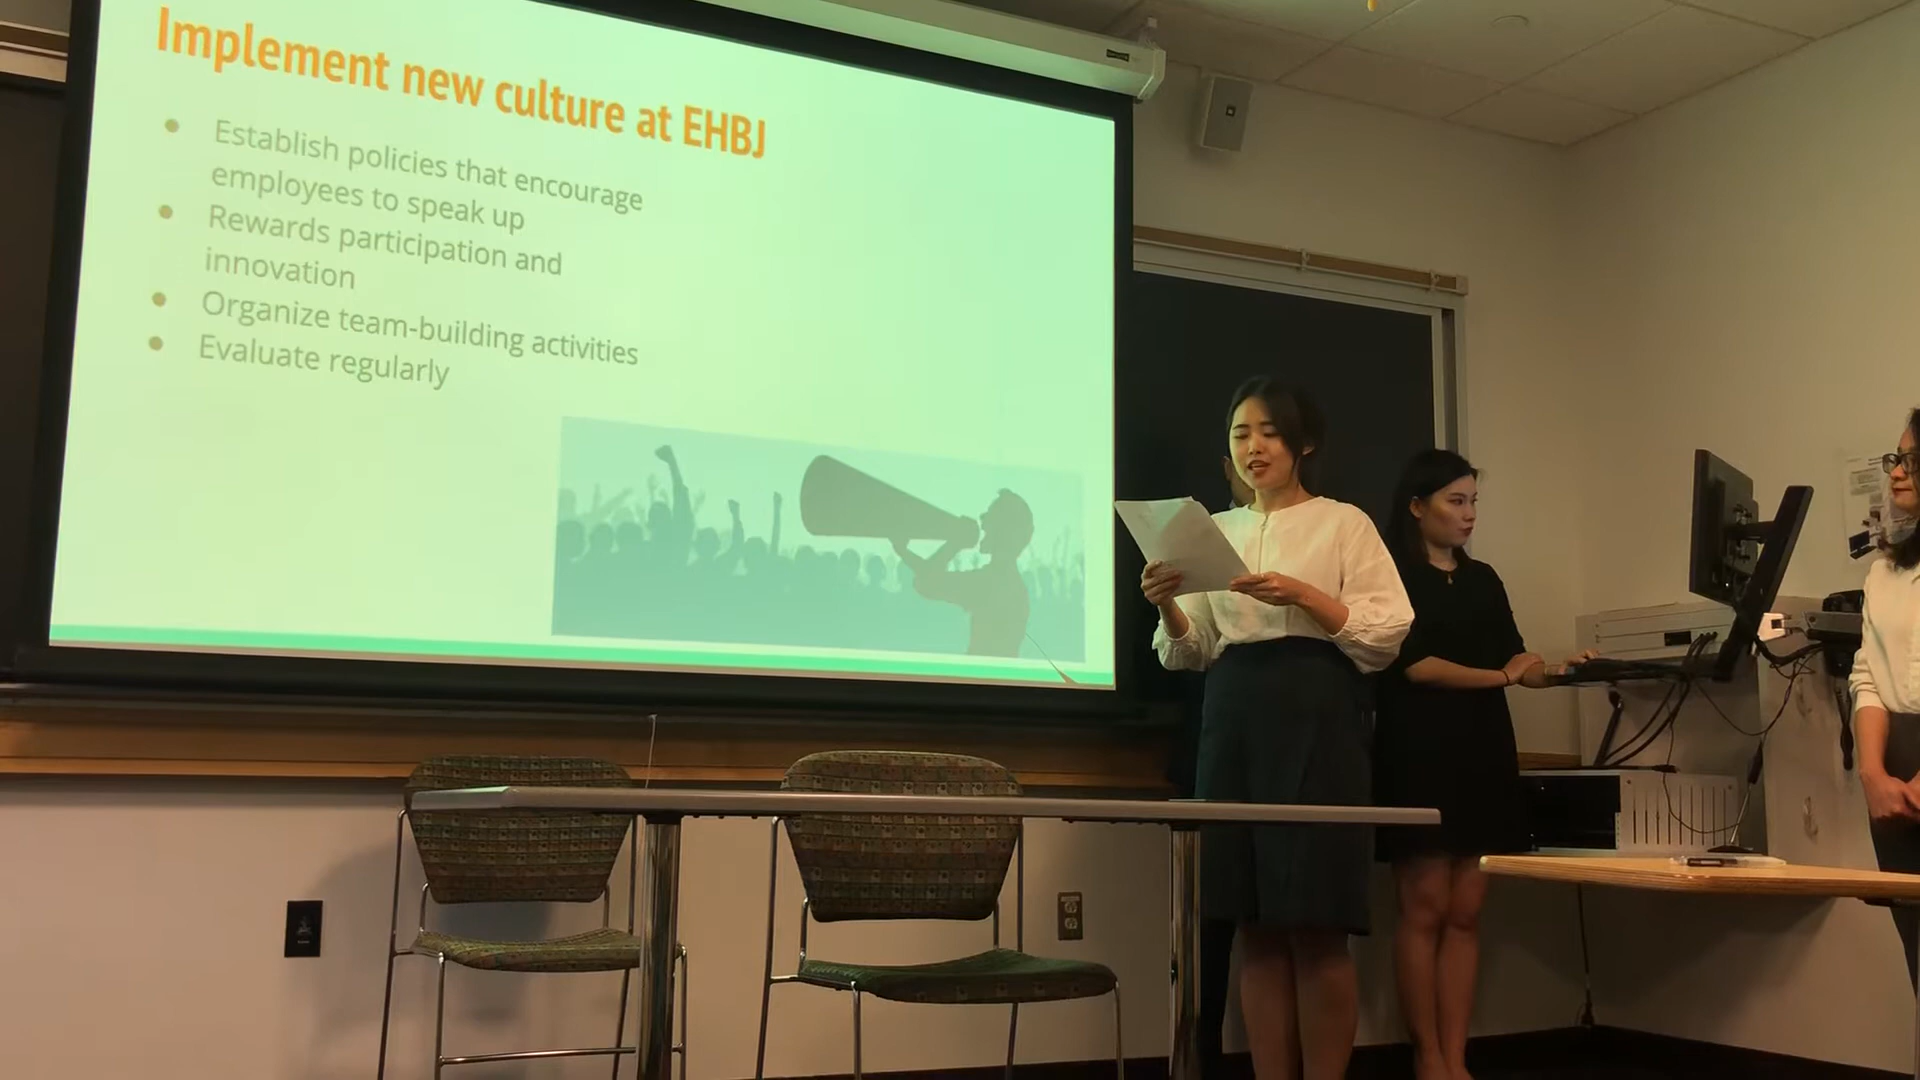 Implement new culture at EHBJ
● Establish policies that encourage
employees to speak up
● Rewards participation and
innovation
● Organize team-building activities
● Evaluate regularly